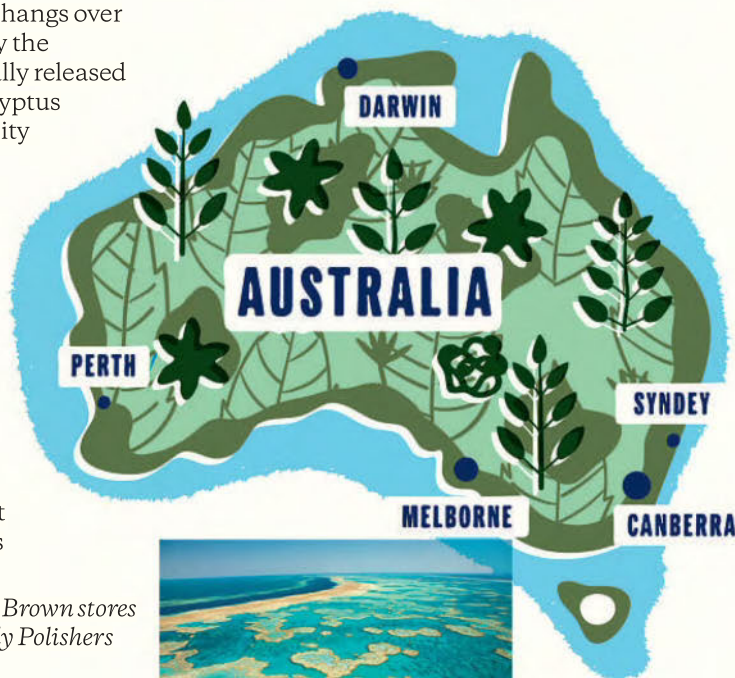 hangs over
y the
lly released
yptus
ity
DARWIN
AUSTRALIA
PERTH
SYNDEY
MELBORNE
CANBERRA
t
s
Brown stores
y Polishers